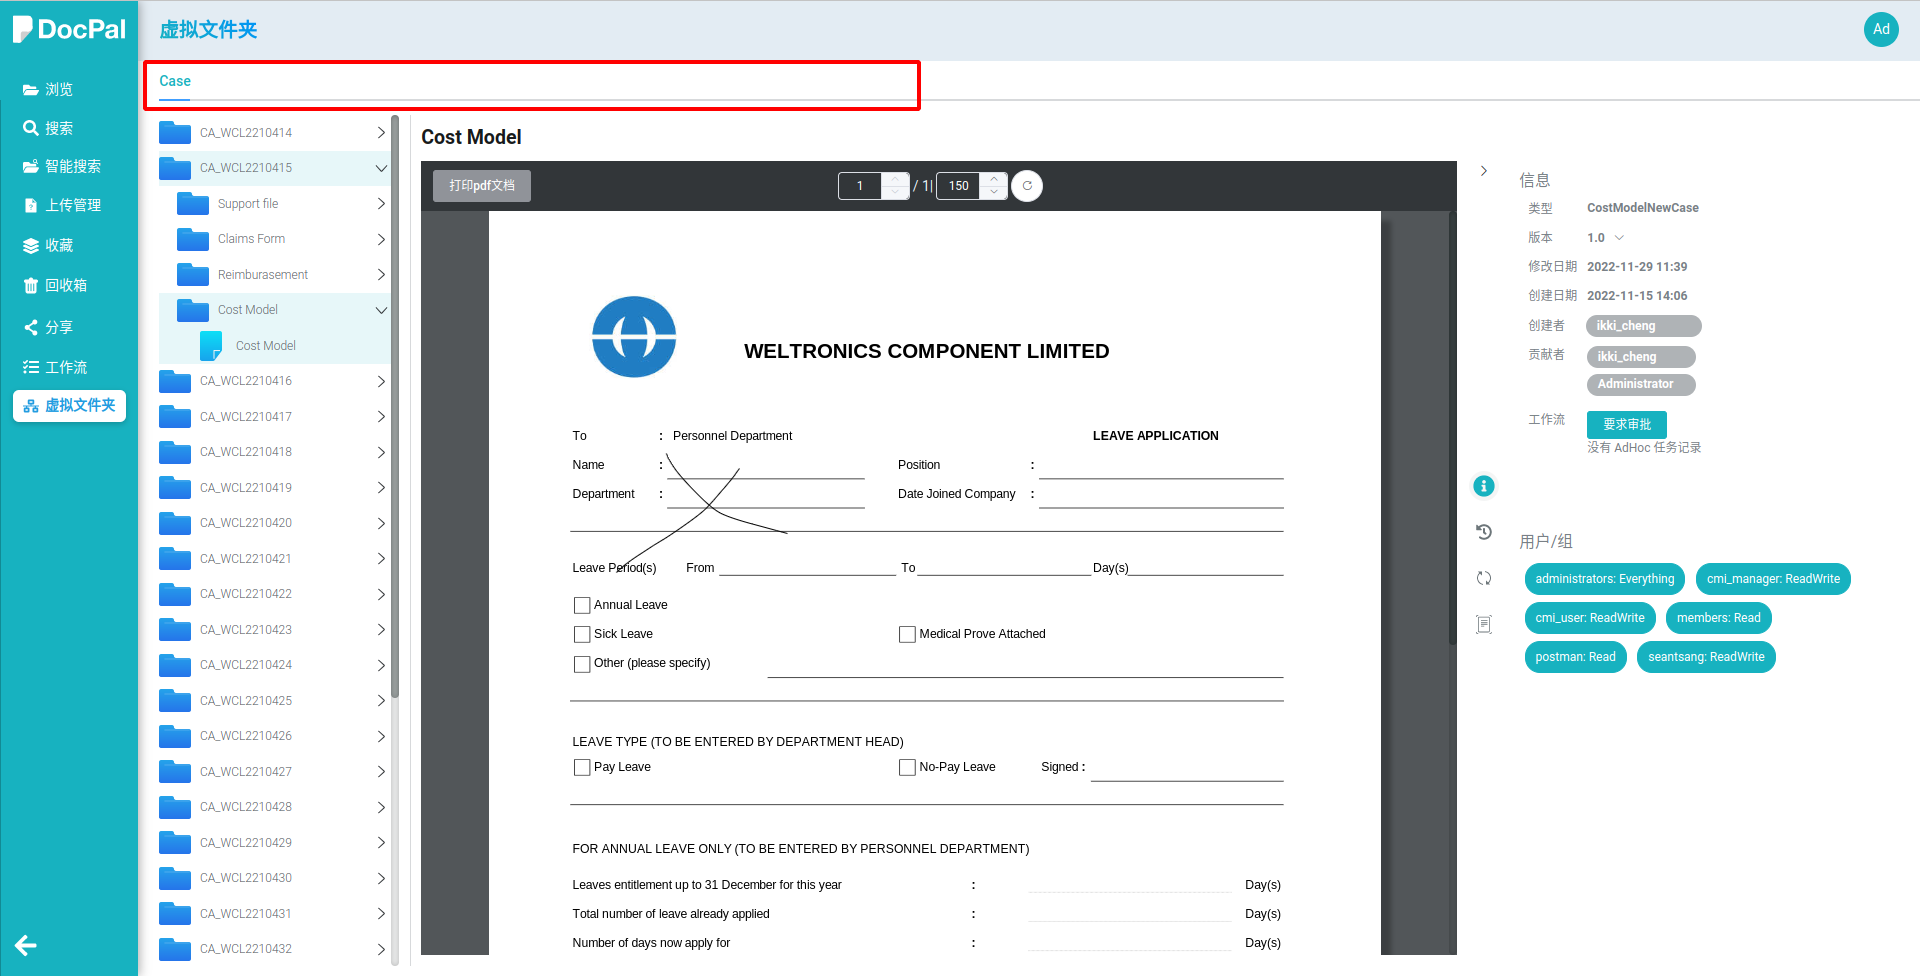 DocPal
虚拟文件夹
Ad
浏览
搜索
智能搜索
上传管理
收藏
回收箱
分享
工作流
虚拟文件夹
Case
CA_WCL2210414
CA_WCL2210415
Support file
Claims Form
Reimburasement
Cost Model
Cost Model
CA_WCL2210416
CA_WCL2210417
CA_WCL2210418
CA_WCL2210419
CA_WCL2210420
CA_WCL2210421
CA_WCL2210422
CA_WCL2210423
CA_WCL2210424
CA_WCL2210425
CA_WCL2210426
CA_WCL2210427
CA_WCL2210428
CA_WCL2210429
CA_WCL2210430
CA_WCL2210431
CA_WCL2210432
Cost Model
打印pdf文档 1 / 1| 150
WELTRONICS COMPONENT LIMITED
To : Personnel Department LEAVE APPLICATION
Name : Position :
Department : Date Joined Company :
Leave Period(s) From To Day(s)
Annual Leave
Sick Leave Medical Prove Attached
Other (please specify)
LEAVE TYPE (TO BE ENTERED BY DEPARTMENT HEAD)
Pay Leave No-Pay Leave Signed :
FOR ANNUAL LEAVE ONLY (TO BE ENTERED BY PERSONNEL DEPARTMENT)
Leaves entitlement up to 31 December for this year : Day(s)
Total number of leave already applied : Day(s)
Number of days now apply for : Day(s)
信息
类型 CostModelNewCase
版本 1.0
修改日期 2022-11-29 11:39
创建日期 2022-11-15 14:06
创建者 ikki_cheng
贡献者 ikki_cheng
Administrator
工作流 要求审批
没有 AdHoc 任务记录
用户/组
administrators: Everything cmi_manager: ReadWrite
cmi_user: ReadWrite members: Read
postman: Read seantsang: ReadWrite